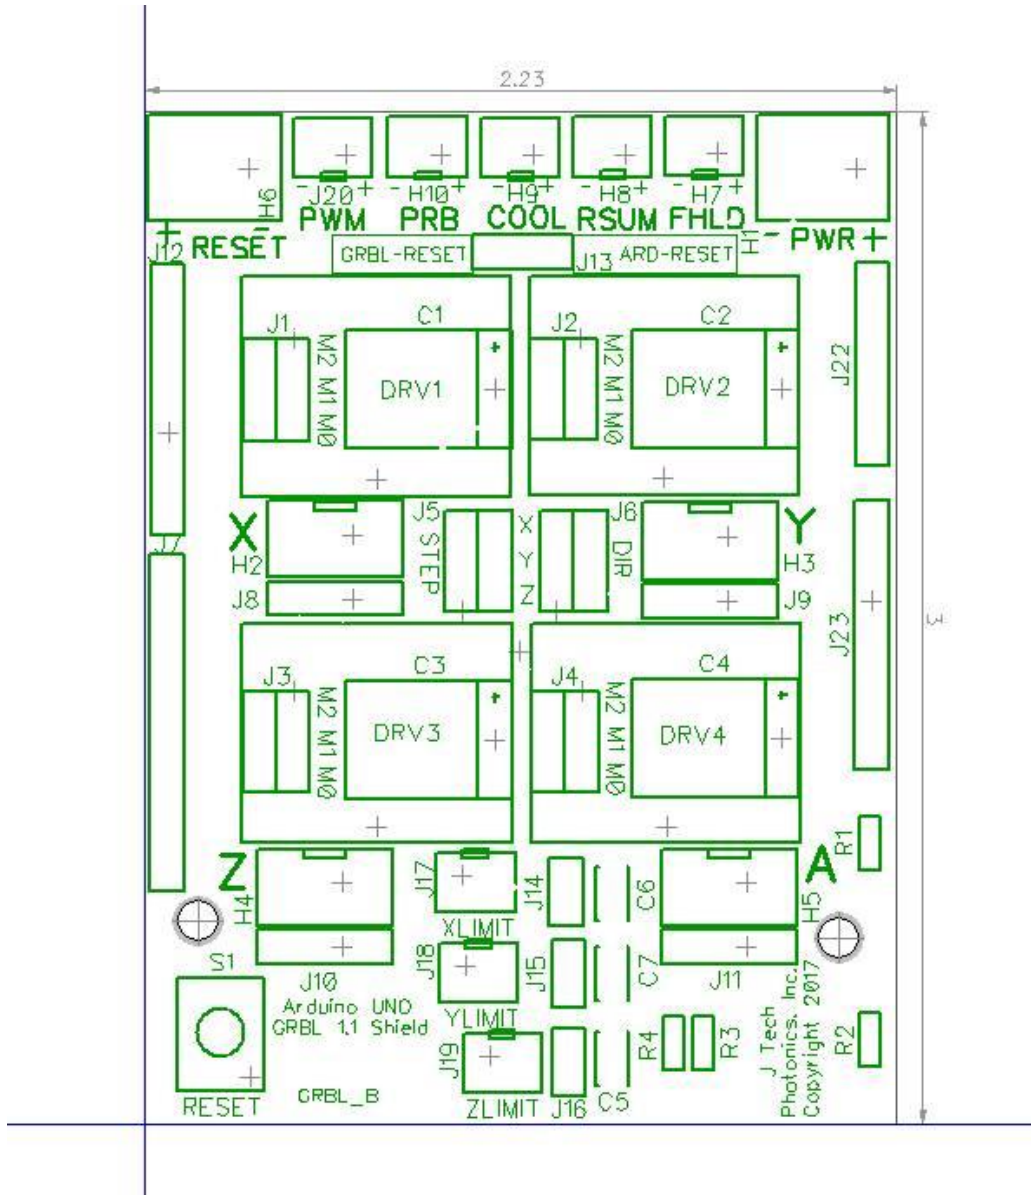 2.23
H6
- J20 +
- H10 +
- H9 +
- H8 +
- H7 +
PWM
PRB
COOL
RSUM
FHLD
+ -
RESET
- PWR +
J12
GRBL-RESET
J13
ARD-RESET
H1
J1
C1
M2 M1 M0
DRV1
+
J2
C2
M2 M1 M0
DRV2
+
J22
X
H2
J8
J5
STEP
X
Y
Z
J6
DIR
Y
H3
J9
J7
J23
3
J3
C3
M2 M1 M0
DRV3
+
J4
C4
M2 M1 M0
DRV4
+
R1
Z
H4
J10
J17
XLIMIT
J14
C6
A
H5
J11
J18
YLIMIT
J15
C7
S1
RESET
Arduino UNO
GRBL 1.1 Shield
GRBL_B
J19
ZLIMIT
J16
C5
R4
R3
J Tech
Photonics, Inc.
Copyright 2017
R2